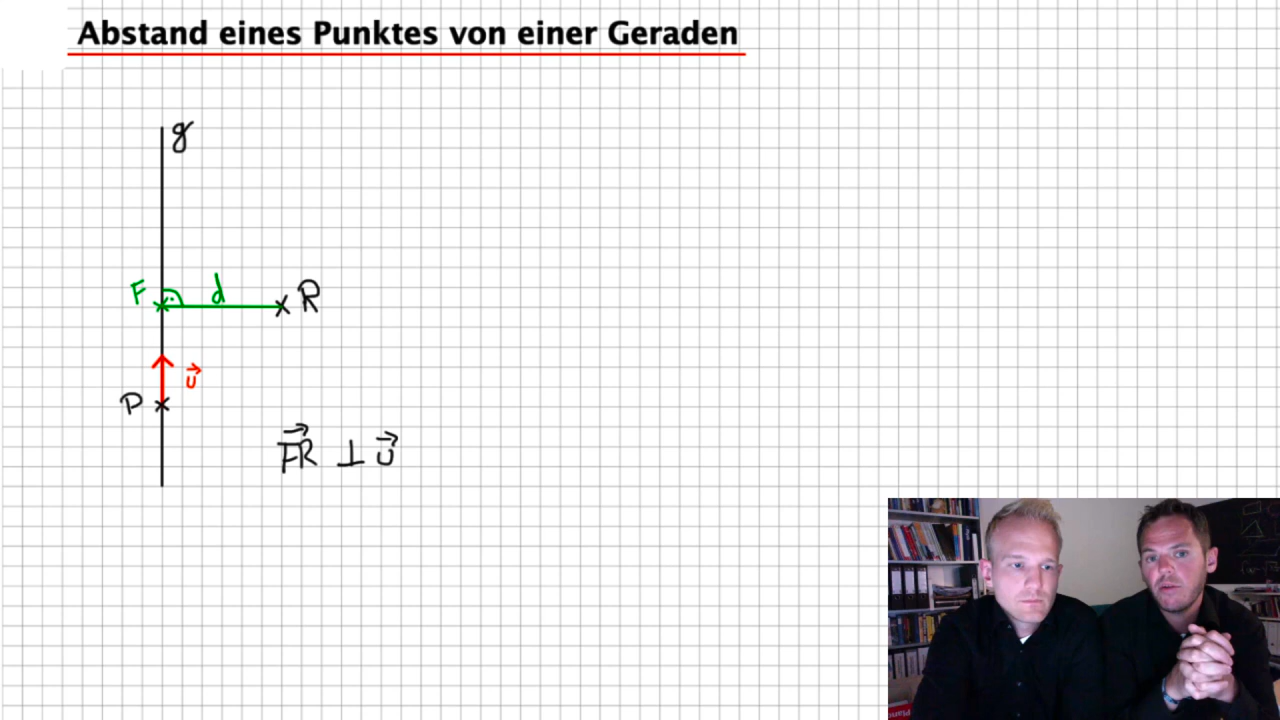 Abstand eines Punktes von einer Geraden
g
F d R
u⃗
P
F͞R⃗ ⊥ u⃗